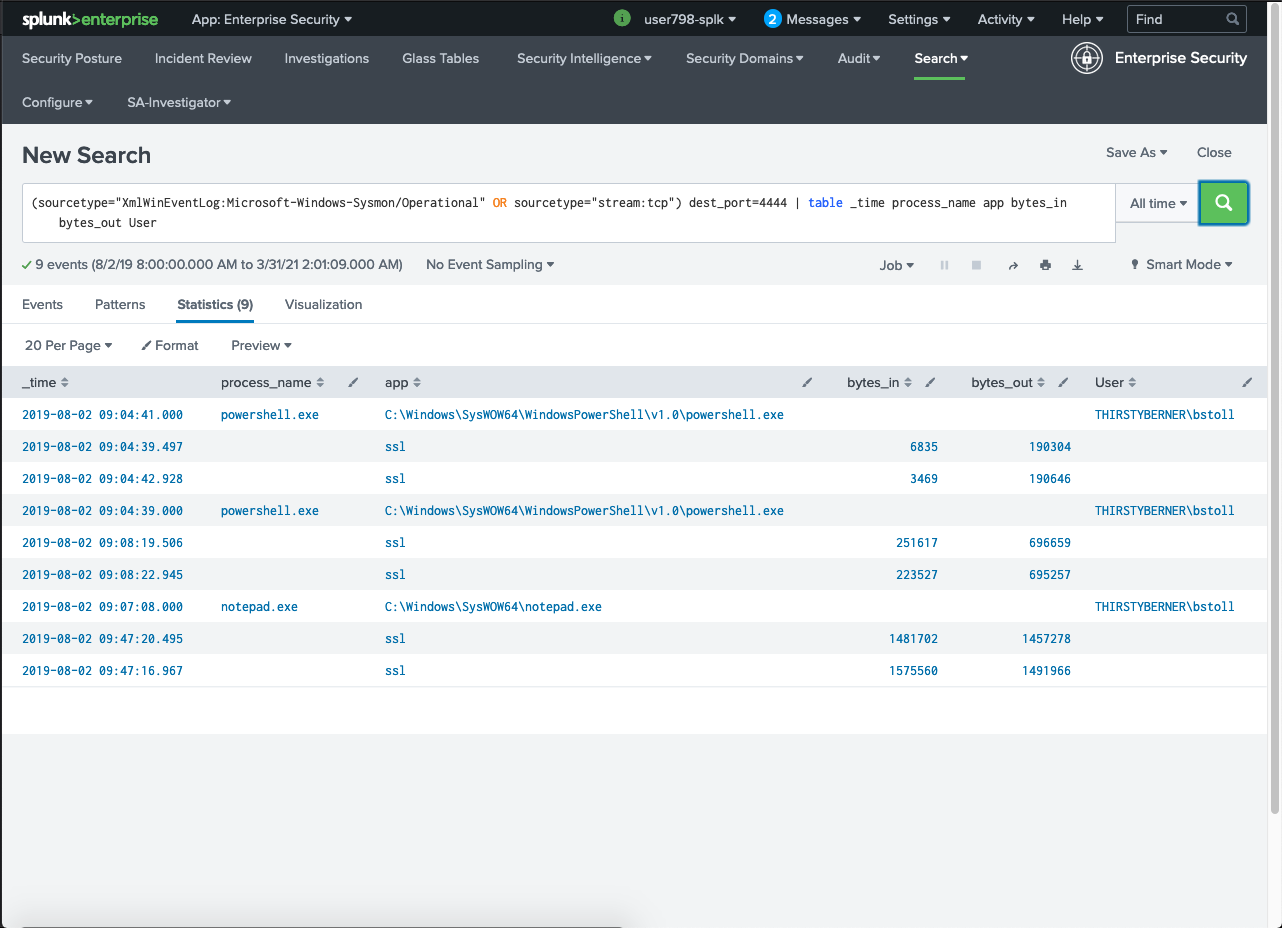 splunk>enterprise App: Enterprise Security i user798-splk 2 Messages Settings Activity Help Find
Security Posture Incident Review Investigations Glass Tables Security Intelligence Security Domains Audit Search Enterprise Security
Configure SA-Investigator
New Search Save As Close
(sourcetype="XmlWinEventLog:Microsoft-Windows-Sysmon/Operational" OR sourcetype="stream:tcp") dest_port=4444 | table _time process_name app bytes_in All time
bytes_out User
9 events (8/2/19 8:00:00.000 AM to 3/31/21 2:01:09.000 AM) No Event Sampling Job Smart Mode
Events Patterns Statistics (9) Visualization
20 Per Page Format Preview
_time process_name app bytes_in bytes_out User
2019-08-02 09:04:41.000 powershell.exe C:\Windows\SysWOW64\WindowsPowerShell\v1.0\powershell.exe THIRSTYBERNER\bstoll
2019-08-02 09:04:39.497 ssl 6835 190304
2019-08-02 09:04:42.928 ssl 3469 190646
2019-08-02 09:04:39.000 powershell.exe C:\Windows\SysWOW64\WindowsPowerShell\v1.0\powershell.exe THIRSTYBERNER\bstoll
2019-08-02 09:08:19.506 ssl 251617 696659
2019-08-02 09:08:22.945 ssl 223527 695257
2019-08-02 09:07:08.000 notepad.exe C:\Windows\SysWOW64\notepad.exe THIRSTYBERNER\bstoll
2019-08-02 09:47:20.495 ssl 1481702 1457278
2019-08-02 09:47:16.967 ssl 1575560 1491966